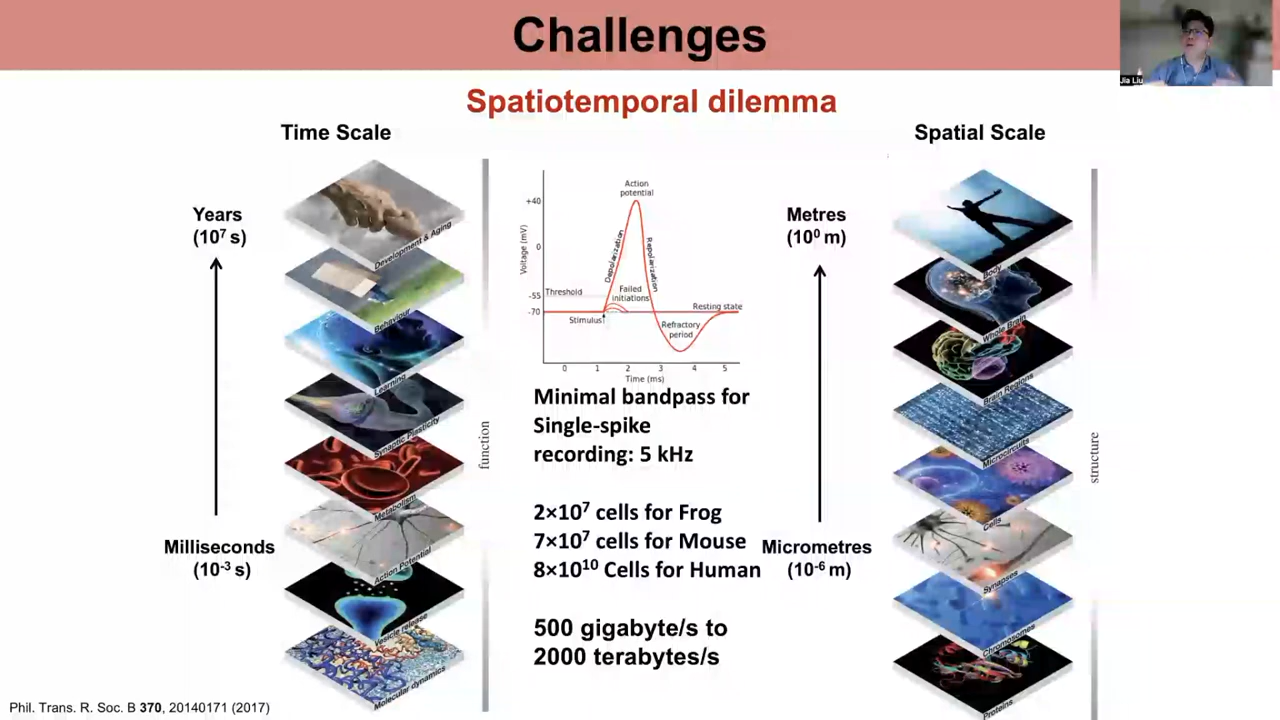 Challenges
Jia Liu
Spatiotemporal dilemma
Time Scale
Spatial Scale
Years
(10⁷ s)
Milliseconds
(10⁻³ s)
Development & Aging
Behaviour
Learning
Synaptic Plasticity
Metabolism
Action Potential
Vesicle release
Molecular dynamics
function
Action
potential
+40
0
-55
-70
Voltage (mV)
Depolarization
Repolarization
Threshold
Failed
initiations
Stimulus
Resting state
Refractory
period
0 1 2 3 4 5
Time (ms)
Minimal bandpass for
Single-spike
recording: 5 kHz
2×10⁷ cells for Frog
7×10⁷ cells for Mouse
8×10¹⁰ Cells for Human
500 gigabyte/s to
2000 terabytes/s
Metres
(10⁰ m)
Micrometres
(10⁻⁶ m)
Body
Whole Brain
Brain Regions
Microcircuits
Cells
Synapses
Chromosomes
Proteins
structure
Phil. Trans. R. Soc. B 370, 20140171 (2017)